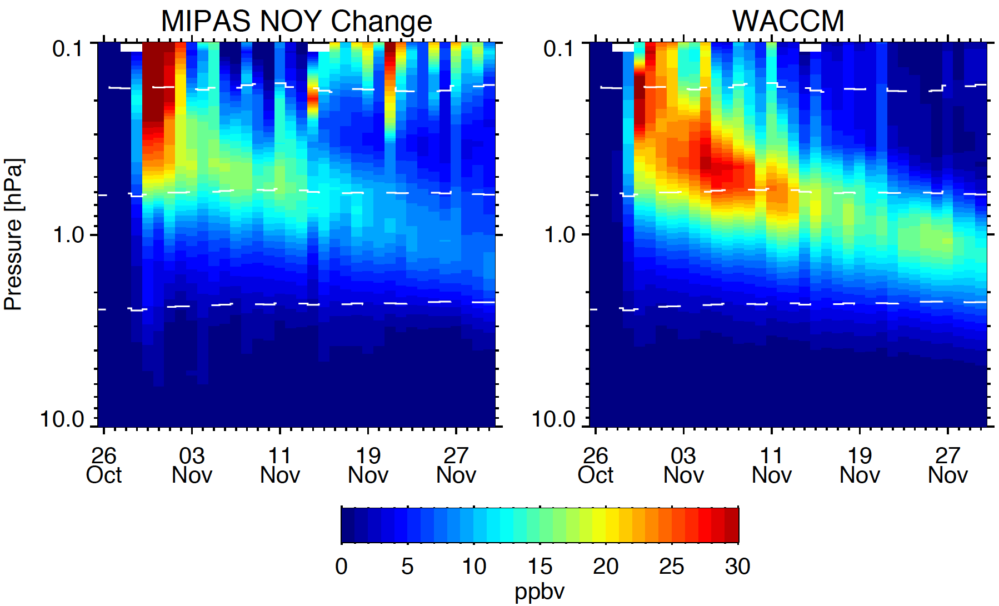 MIPAS NOY Change
WACCM
0.1
1.0
10.0
Pressure [hPa]
0.1
1.0
10.0
26 Oct
03 Nov
11 Nov
19 Nov
27 Nov
26 Oct
03 Nov
11 Nov
19 Nov
27 Nov
0 5 10 15 20 25 30
ppbv